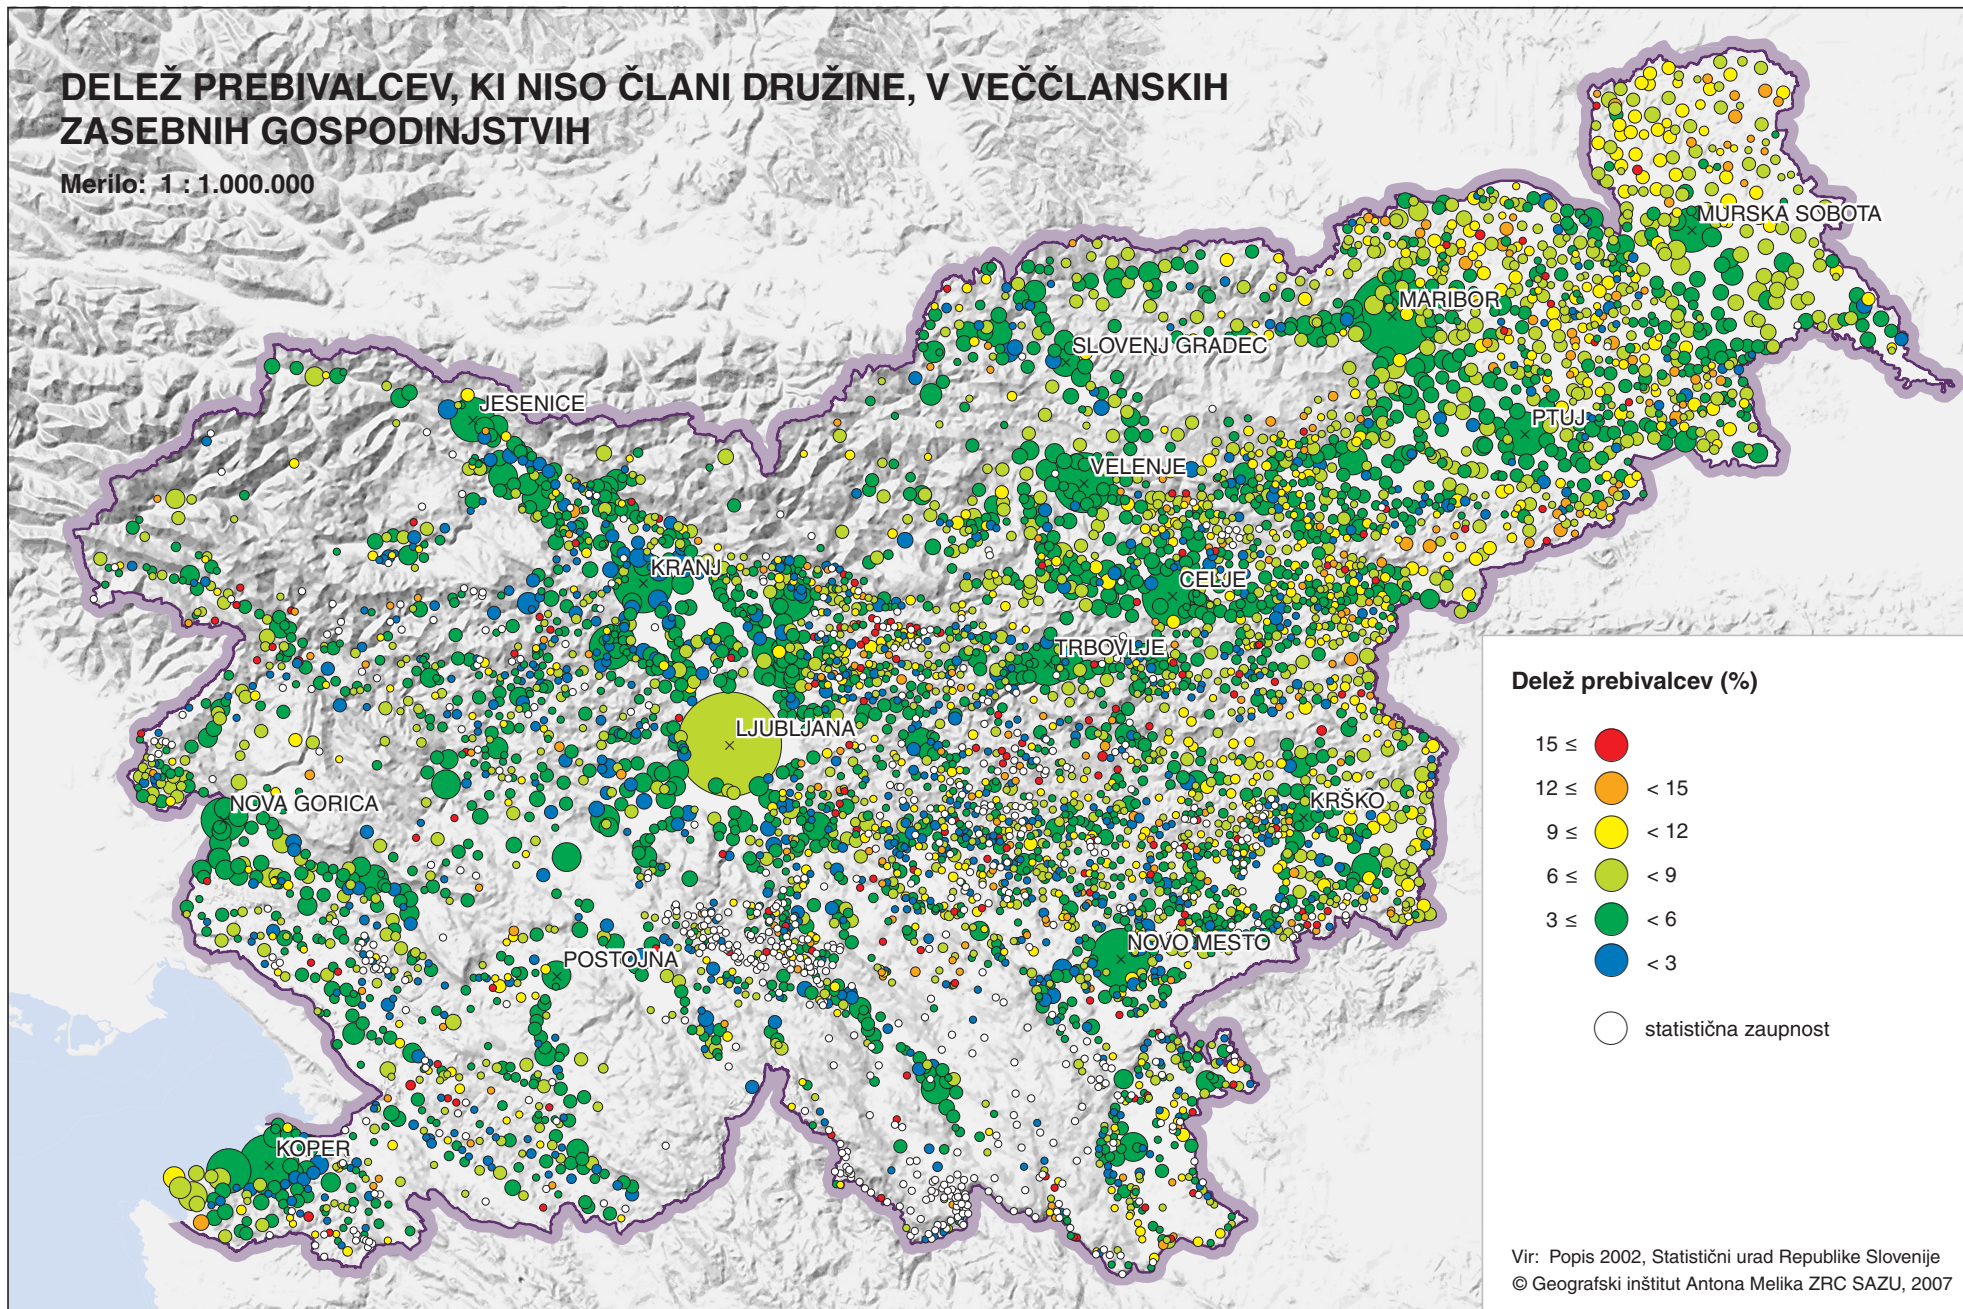 DELEŽ PREBIVALCEV, KI NISO ČLANI DRUŽINE, V VEČČLANSKIH
ZASEBNIH GOSPODINJSTVIH
Merilo: 1 : 1.000.000
MURSKA SOBOTA
MARIBOR
SLOVENJ GRADEC
JESENICE
PTUJ
VELENJE
KRANJ
CELJE
TRBOVLJE
LJUBLJANA
NOVA GORICA
KRŠKO
NOVO MESTO
POSTOJNA
KOPER
Delež prebivalcev (%)
15 ≤
12 ≤ < 15
9 ≤ < 12
6 ≤ < 9
3 ≤ < 6
< 3
statistična zaupnost
Vir: Popis 2002, Statistični urad Republike Slovenije
© Geografski inštitut Antona Melika ZRC SAZU, 2007